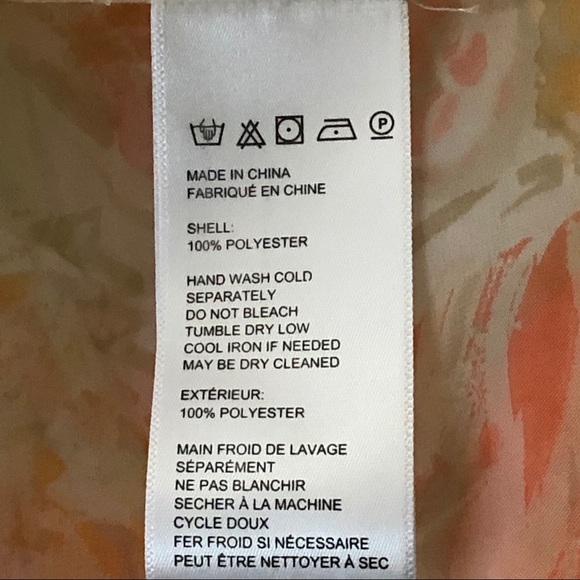 P
MADE IN CHINA
FABRIQUÉ EN CHINE
SHELL:
100% POLYESTER
HAND WASH COLD
SEPARATELY
DO NOT BLEACH
TUMBLE DRY LOW
COOL IRON IF NEEDED
MAY BE DRY CLEANED
EXTÉRIEUR:
100% POLYESTER
MAIN FROID DE LAVAGE
SÉPARÉMENT
NE PAS BLANCHIR
SECHER À LA MACHINE
CYCLE DOUX
FER FROID SI NÉCESSAIRE
PEUT ÊTRE NETTOYER À SEC